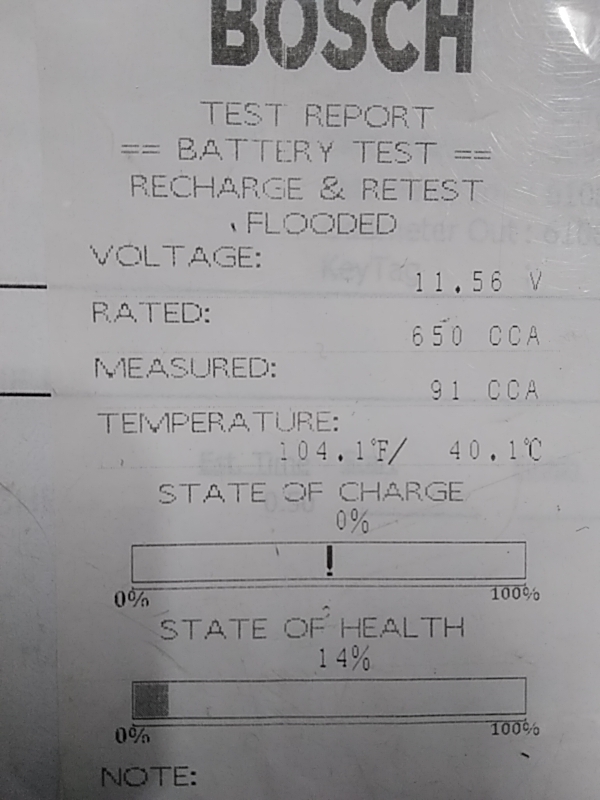 BOSCH
TEST REPORT
== BATTERY TEST ==
RECHARGE & RETEST
FLOODED
VOLTAGE:
11.56 V
RATED:
650 CCA
MEASURED:
91 CCA
TEMPERATURE:
104.1°F/ 40.1°C
STATE OF CHARGE
0%
!
0% 100%
STATE OF HEALTH
14%
0% 100%
NOTE: